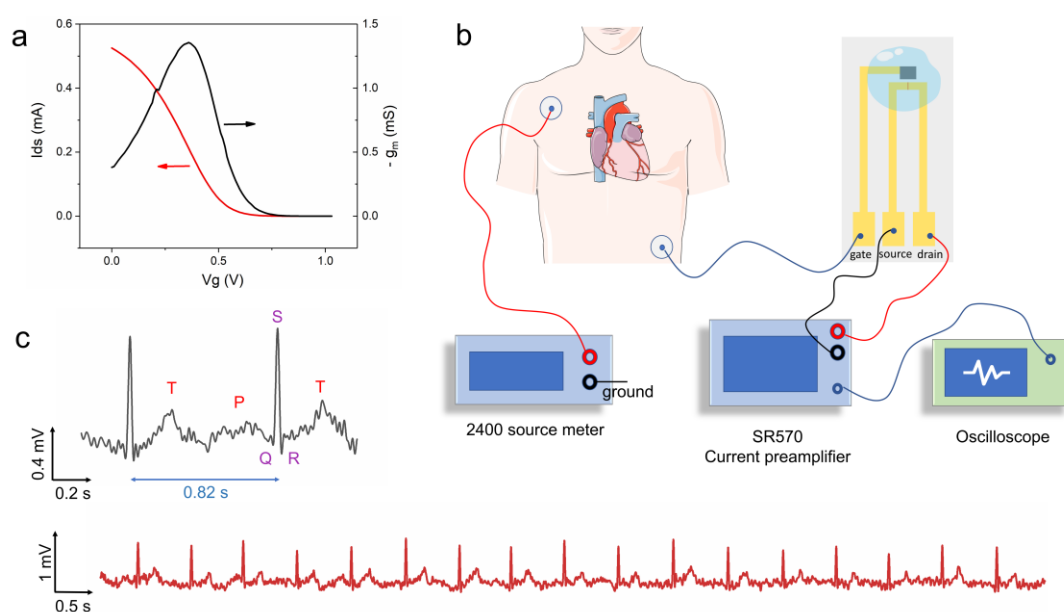 a
0.6
0.4
0.2
0.0
Ids (mA)
1.5
1.0
0.5
0.0
- gm (mS)
0.0
0.5
1.0
Vg (V)
b
gate
source
drain
ground
2400 source meter
SR570
Current preamplifier
Oscilloscope
c
S
T
P
T
Q
R
0.4 mV
0.2 s
0.82 s
1 mV
0.5 s